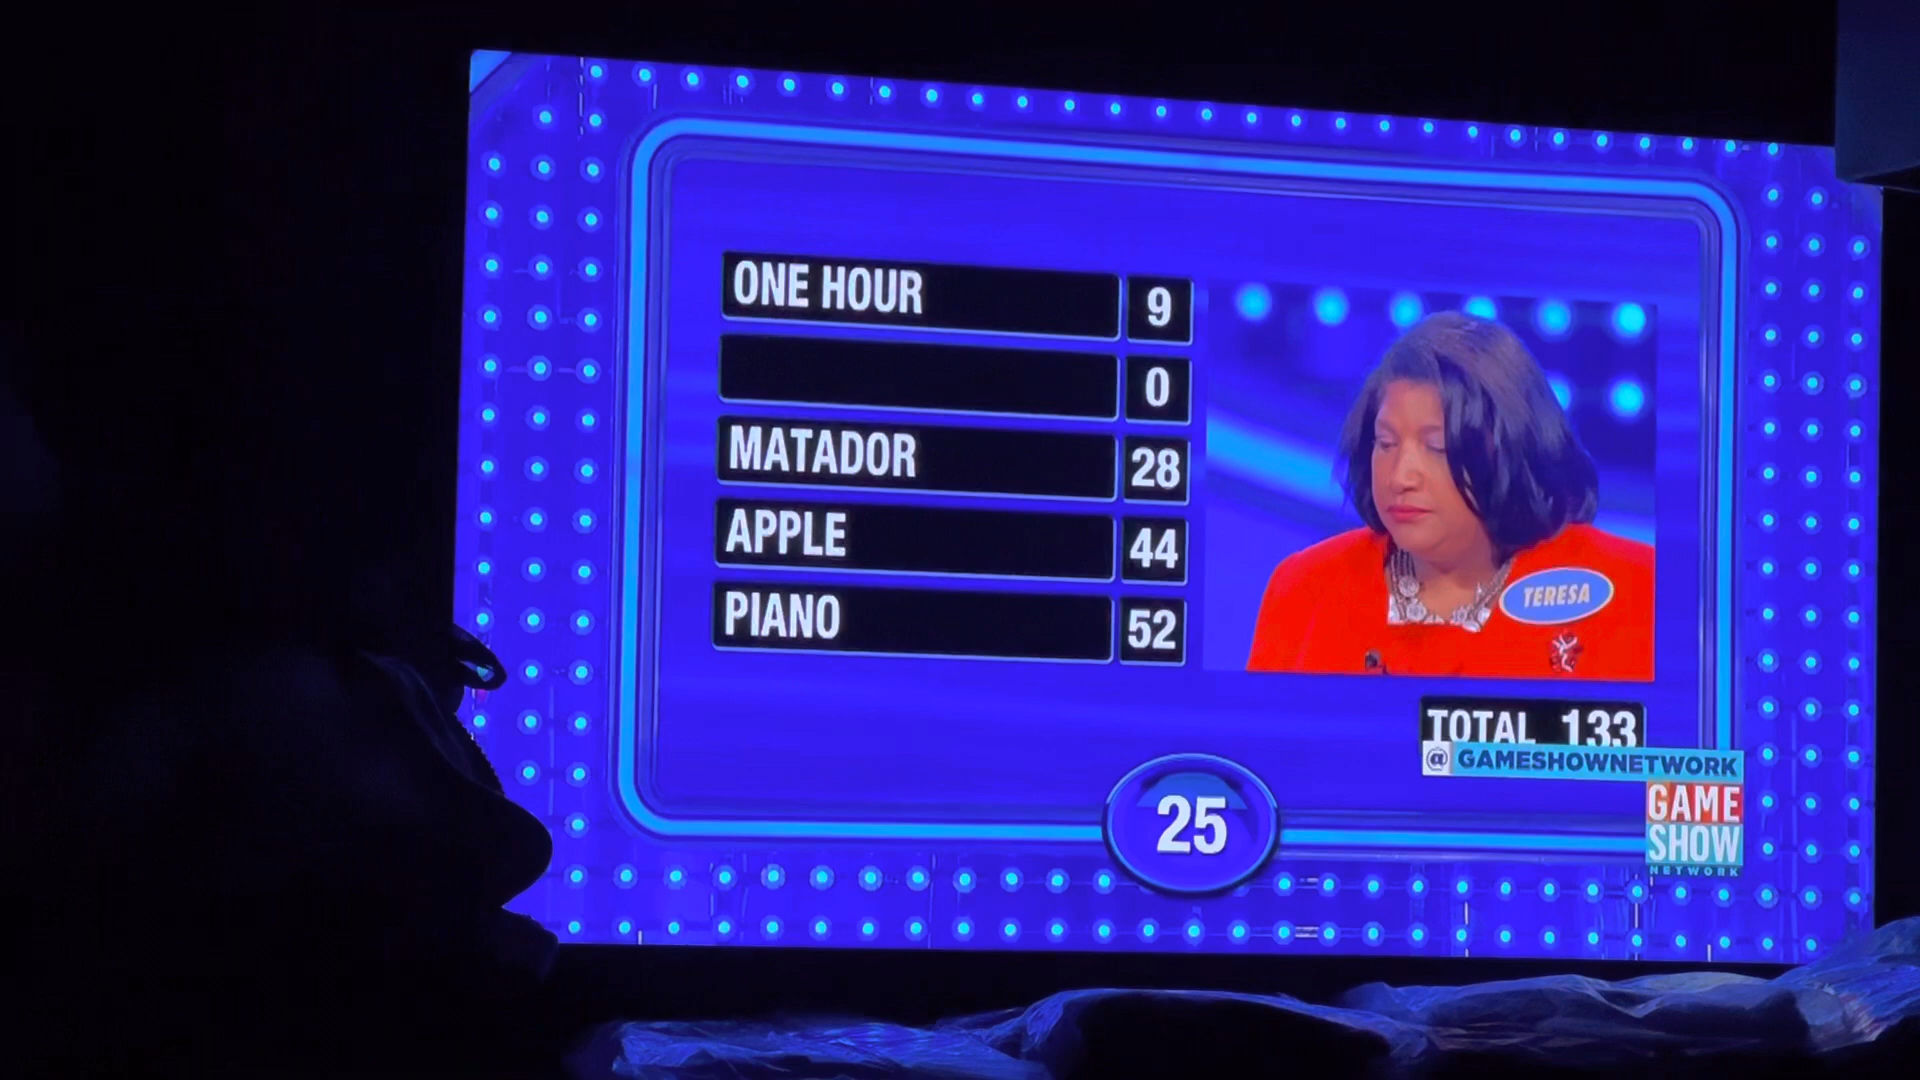 ONE HOUR 9
0
MATADOR 28
APPLE 44
PIANO 52
TERESA
TOTAL 133
@GAMESHOWNETWORK
25
GAME
SHOW
NETWORK